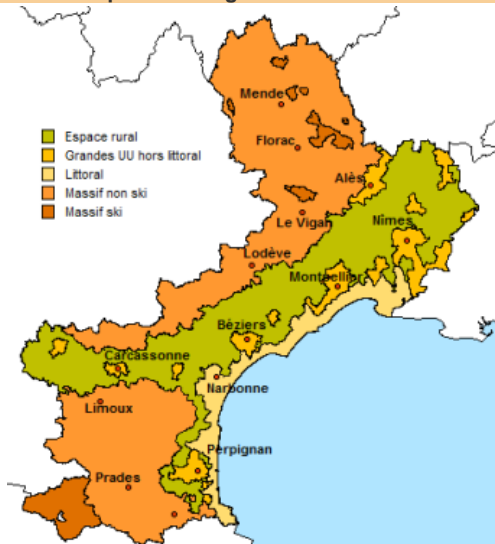 Mende
Florac
Espace rural
Grandes UU hors littoral
Littoral
Massif non ski
Massif ski
Alès
Le Vigan
Nîmes
Lodève
Montpellier
Béziers
Carcassonne
Narbonne
Limoux
Perpignan
Prades